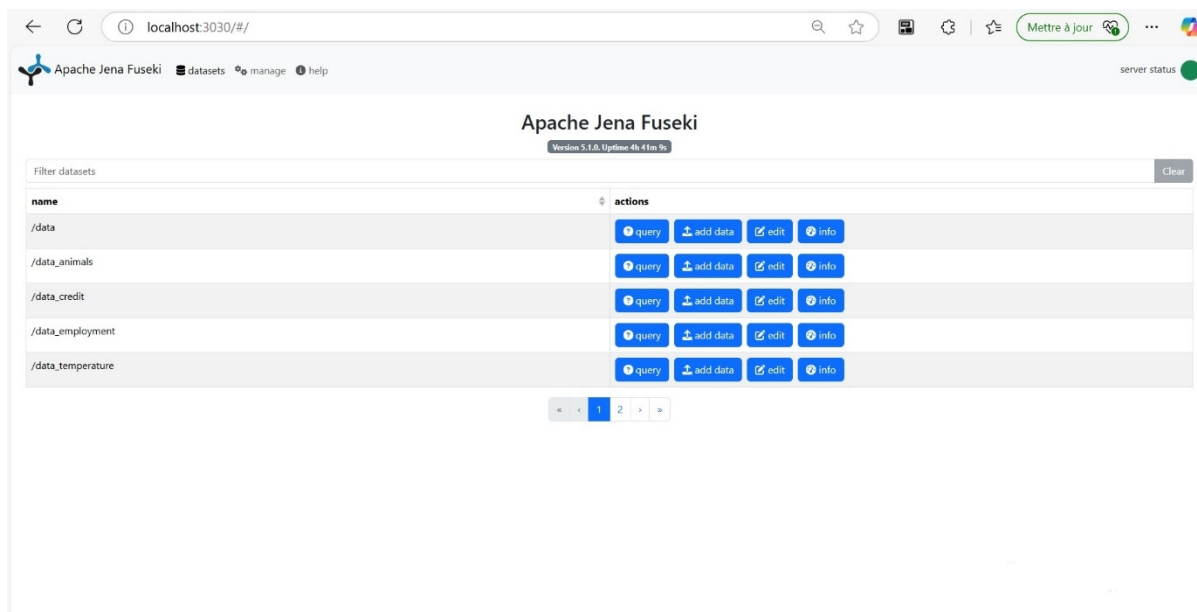 localhost:3030/#/
Mettre à jour
Apache Jena Fuseki datasets manage help server status
Apache Jena Fuseki
Version 5.1.0. Uptime 4h 41m 9s
Filter datasets Clear
name actions
/data query add data edit info
/data_animals query add data edit info
/data_credit query add data edit info
/data_employment query add data edit info
/data_temperature query add data edit info
« ‹ 1 2 › »